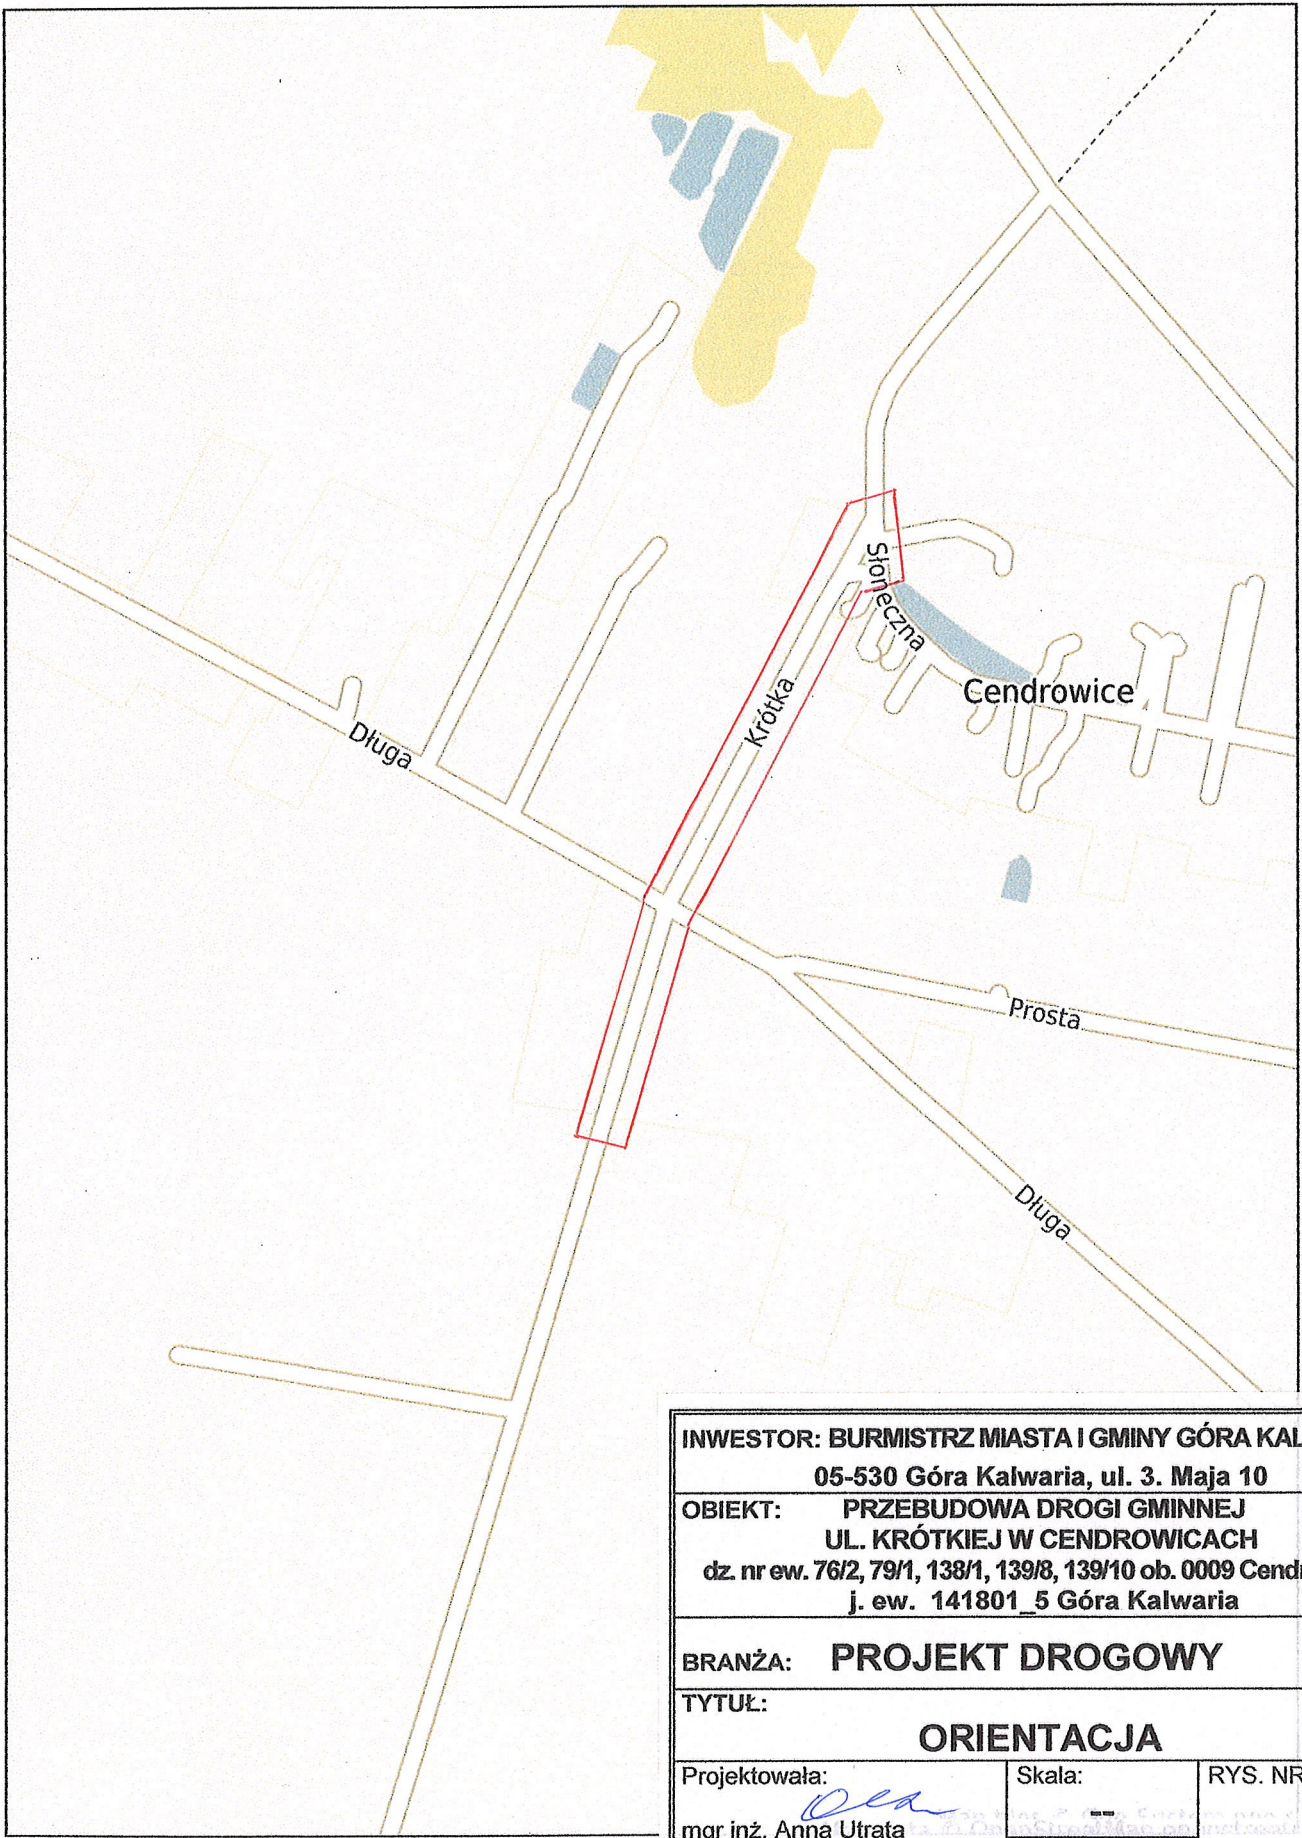 Słoneczna
Cendrowice
Krótka
Długa
Prosta
Długa
INWESTOR: BURMISTRZ MIASTA I GMINY GÓRA KAL
05-530 Góra Kalwaria, ul. 3. Maja 10
OBIEKT: PRZEBUDOWA DROGI GMINNEJ
UL. KRÓTKIEJ W CENDROWICACH
dz. nr ew. 76/2, 79/1, 138/1, 139/8, 139/10 ob. 0009 Cend
j. ew. 141801_5 Góra Kalwaria
BRANŻA: PROJEKT DROGOWY
TYTUŁ:
ORIENTACJA
Projektowała: Skala: RYS. NR
--
mgr inż. Anna Utrata